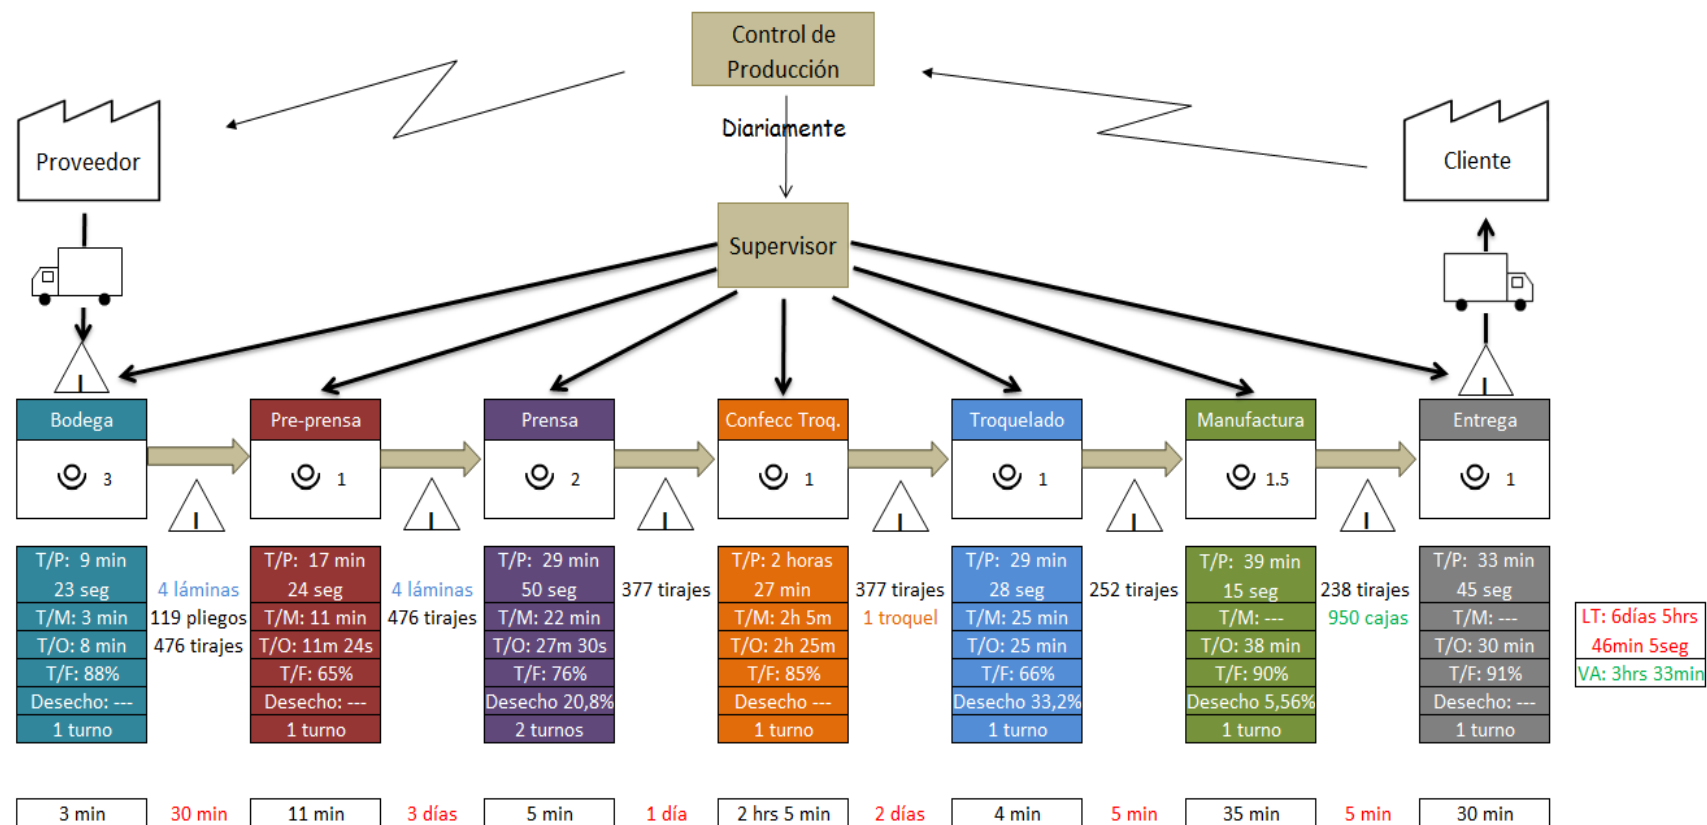 Control de
Producción
Diariamente
Proveedor
Cliente
Supervisor
I
I
Bodega
Pre-prensa
Prensa
Confecc Troq.
Troquelado
Manufactura
Entrega
3
1
2
1
1
1.5
1
I
I
I
I
I
I
T/P: 9 min
23 seg
T/M: 3 min
T/O: 8 min
T/F: 88%
Desecho: ---
1 turno
4 láminas
119 pliegos
476 tirajes
T/P: 17 min
24 seg
T/M: 11 min
T/O: 11m 24s
T/F: 65%
Desecho: ---
1 turno
4 láminas
476 tirajes
T/P: 29 min
50 seg
T/M: 22 min
T/O: 27m 30s
T/F: 76%
Desecho 20,8%
2 turnos
377 tirajes
T/P: 2 horas
27 min
T/M: 2h 5m
T/O: 2h 25m
T/F: 85%
Desecho ---
1 turno
377 tirajes
1 troquel
T/P: 29 min
28 seg
T/M: 25 min
T/O: 25 min
T/F: 66%
Desecho 33,2%
1 turno
252 tirajes
T/P: 39 min
15 seg
T/M: ---
T/O: 38 min
T/F: 90%
Desecho 5,56%
1 turno
238 tirajes
950 cajas
T/P: 33 min
45 seg
T/M: ---
T/O: 30 min
T/F: 91%
Desecho: ---
1 turno
LT: 6días 5hrs
46min 5seg
VA: 3hrs 33min
3 min
30 min
11 min
3 días
5 min
1 día
2 hrs 5 min
2 días
4 min
5 min
35 min
5 min
30 min